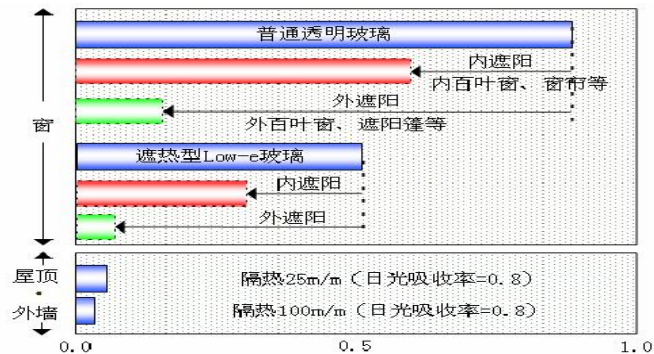 普通透明玻璃
内遮阳
内百叶窗、窗帘等
外遮阳
外百叶窗、遮阳篷等
窗
遮热型Low-e玻璃
内遮阳
外遮阳
屋顶
·
外墙
隔热25m/m（日光吸收率=0.8）
隔热100m/m（日光吸收率=0.8）
0.0 0.5 1.0